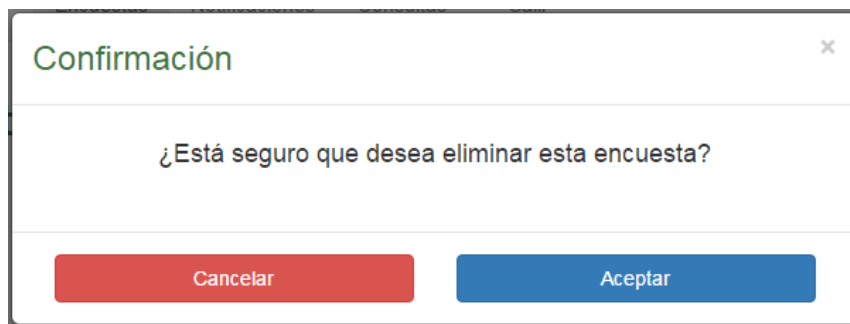 Confirmación
×
¿Está seguro que desea eliminar esta encuesta?
Cancelar Aceptar